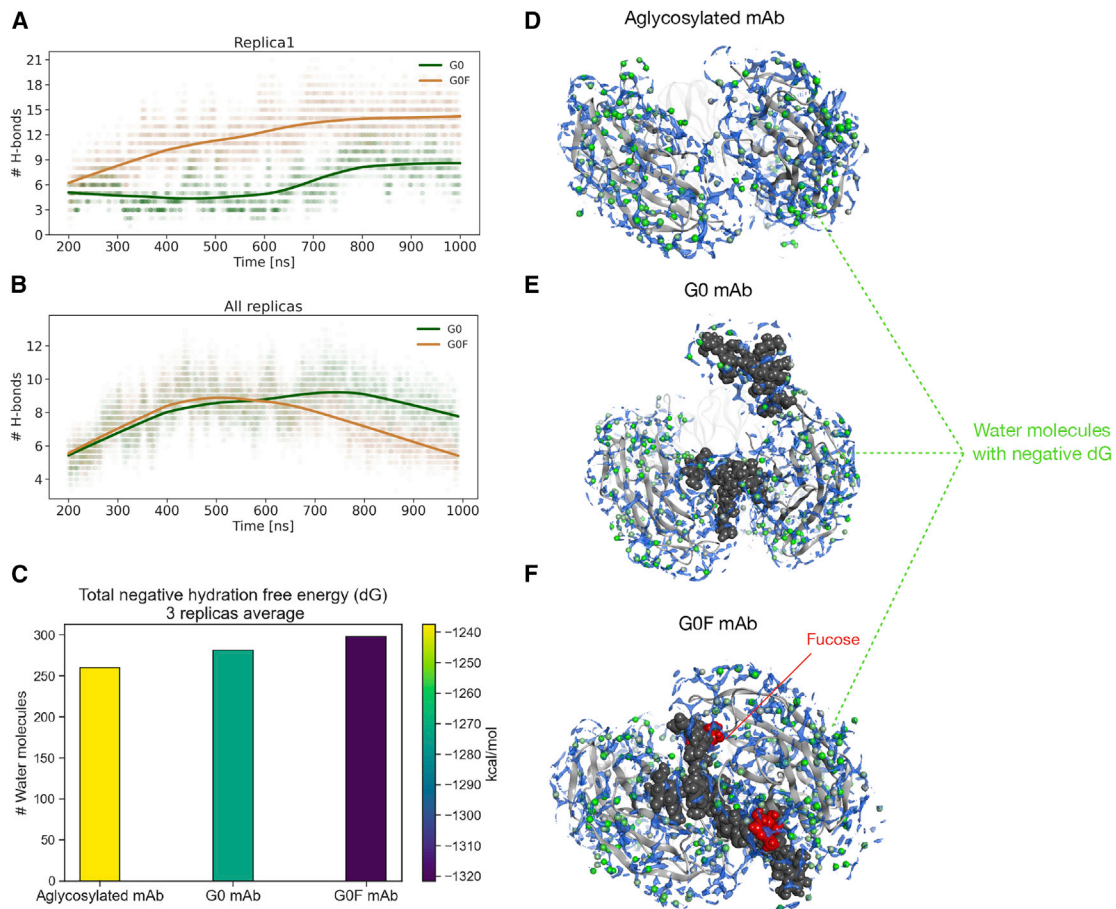 A
Replica1
# H-bonds
21
18
15
12
9
6
3
0
G0
G0F
200 300 400 500 600 700 800 900 1000
Time [ns]
B
All replicas
# H-bonds
12
10
8
6
4
G0
G0F
200 300 400 500 600 700 800 900 1000
Time [ns]
C
Total negative hydration free energy (dG)
3 replicas average
# Water molecules
300
250
200
150
100
50
0
Aglycosylated mAb G0 mAb G0F mAb
−1240
−1250
−1260
−1270
−1280
−1290
−1300
−1310
−1320
kcal/mol
D
Aglycosylated mAb
E
G0 mAb
Water molecules
with negative dG
F
G0F mAb
Fucose